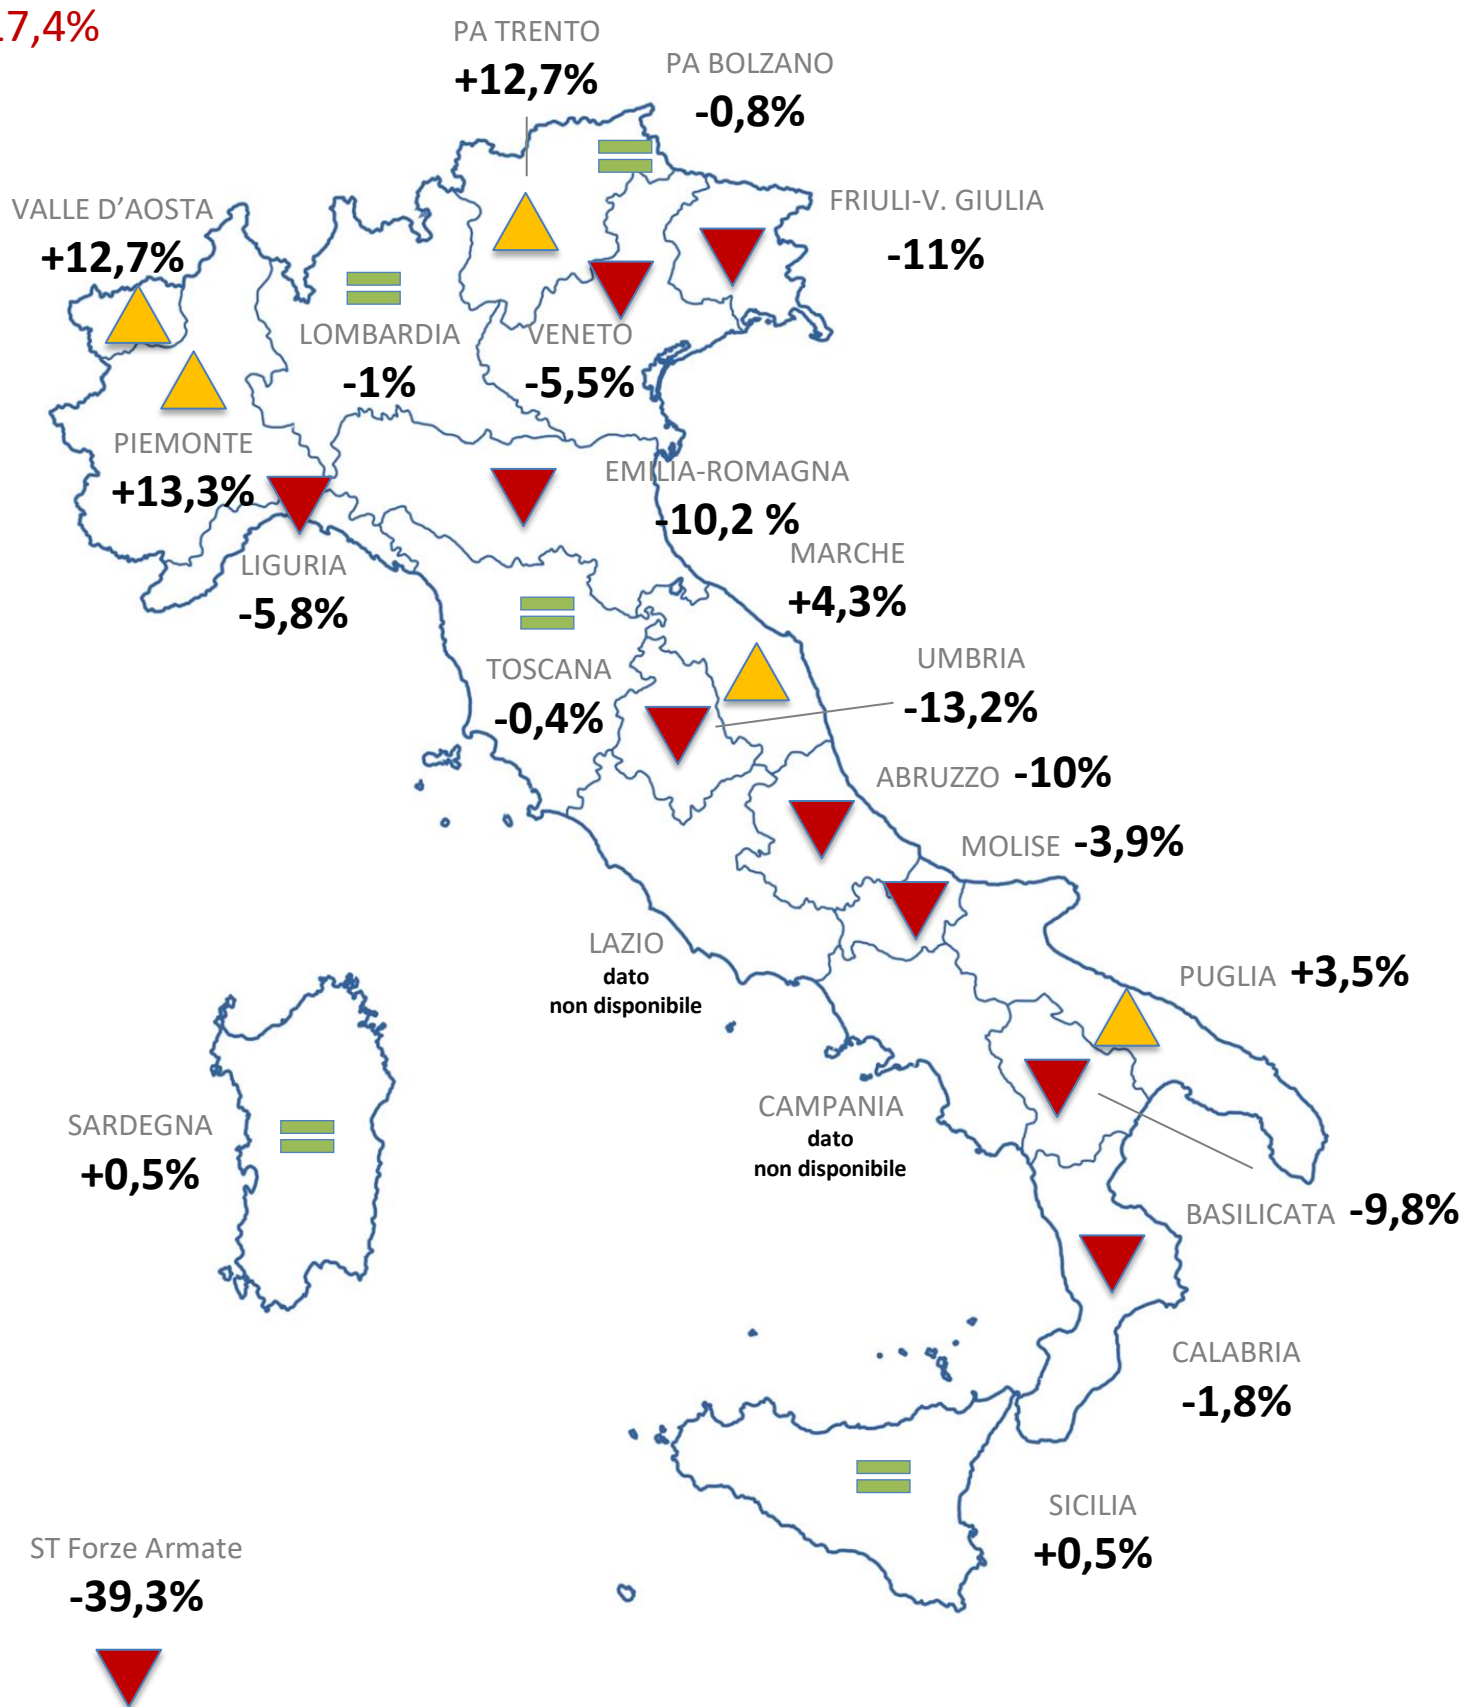 7,4%
PA TRENTO
+12,7%
PA BOLZANO
-0,8%
VALLE D'AOSTA
+12,7%
FRIULI-V. GIULIA
-11%
LOMBARDIA
-1%
VENETO
-5,5%
PIEMONTE
+13,3%
EMILIA-ROMAGNA
-10,2 %
LIGURIA
-5,8%
MARCHE
+4,3%
TOSCANA
-0,4%
UMBRIA
-13,2%
ABRUZZO -10%
MOLISE -3,9%
LAZIO
dato
non disponibile
PUGLIA +3,5%
CAMPANIA
dato
non disponibile
SARDEGNA
+0,5%
BASILICATA -9,8%
CALABRIA
-1,8%
SICILIA
+0,5%
ST Forze Armate
-39,3%